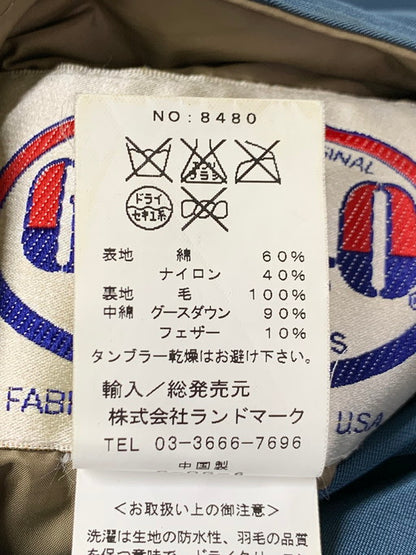 NO:8480
ドライ
セキユ系
表地 綿 60%
ナイロン 40%
裏地 毛 100%
中綿 グースダウン 90%
フェザー 10%
タンブラー乾燥はお避け下さい。
輸入／総発売元
株式会社ランドマーク
TEL 03-3666-7696
中国製
<お取扱い上の御注意>
洗濯は生地の防水性、羽毛の品質
FAB
USA